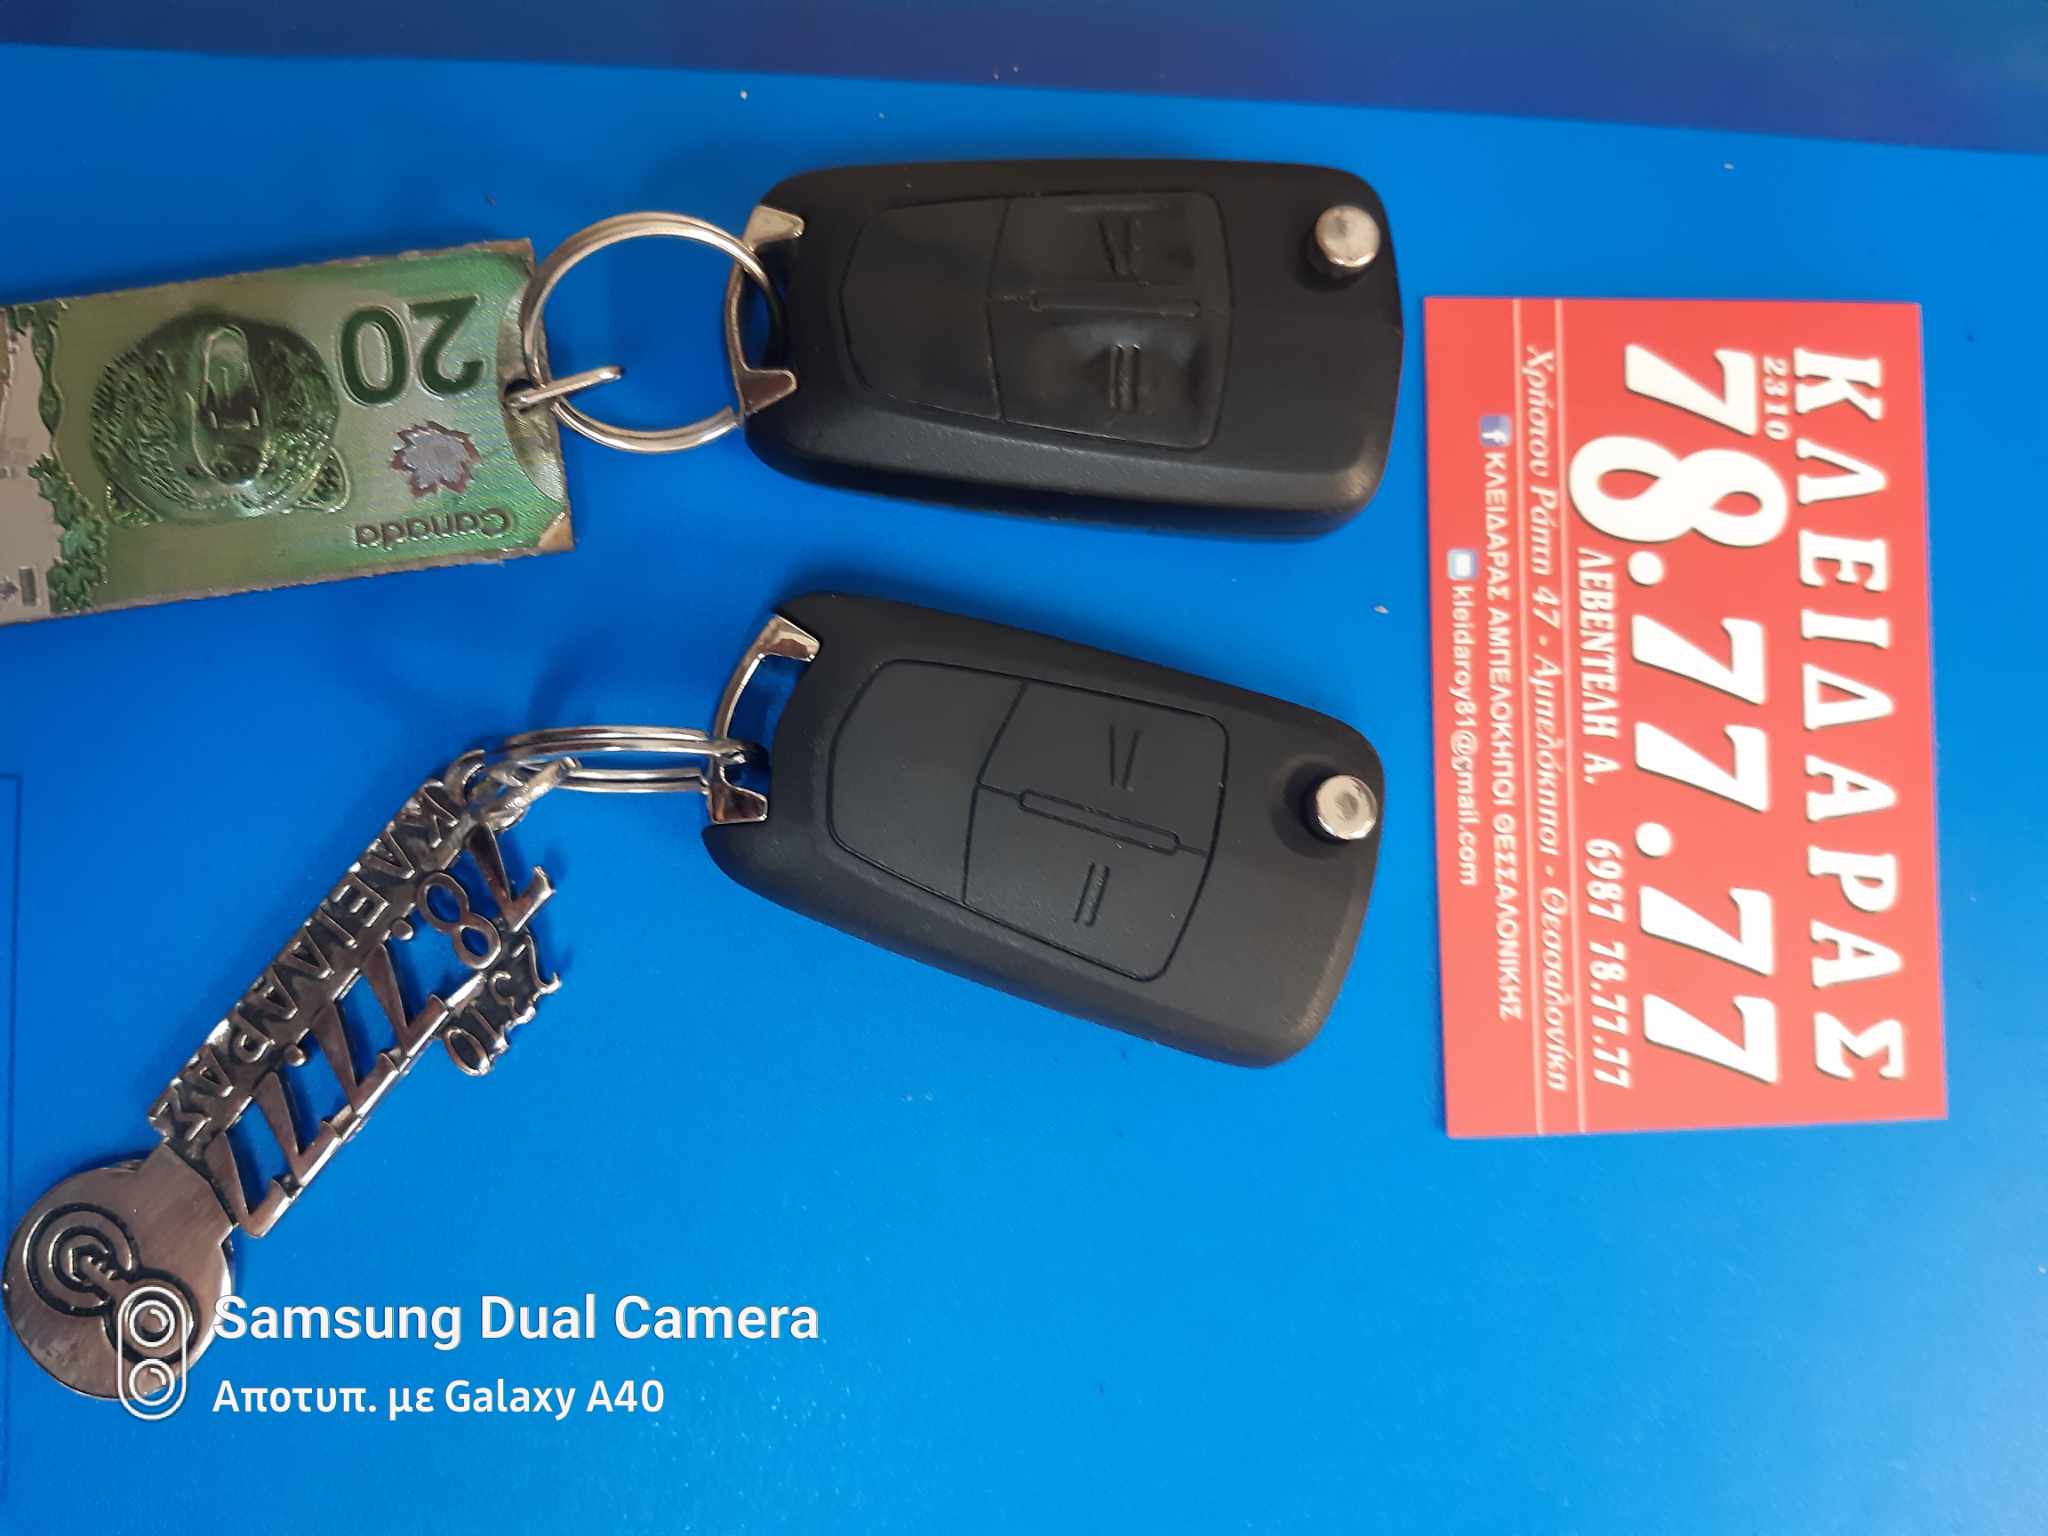 ΚΛΕΙΔΑΡΑΣ
2310
78.77.77
ΛΕΒΕΝΤΕΛΗ Α. 6987 78.77.77
Χρήστου Ράπτη 47 - Αμπελόκηποι - Θεσσαλονίκη
ΚΛΕΙΔΑΡΑΣ ΑΜΠΕΛΟΚΗΠΟΙ ΘΕΣΣΑΛΟΝΙΚΗΣ
kleidaroy81@gmail.com
20
Canada
ΚΛΕΙΔΑΡΑΣ
78.77.77
2310
Samsung Dual Camera
Αποτυπ. με Galaxy A40